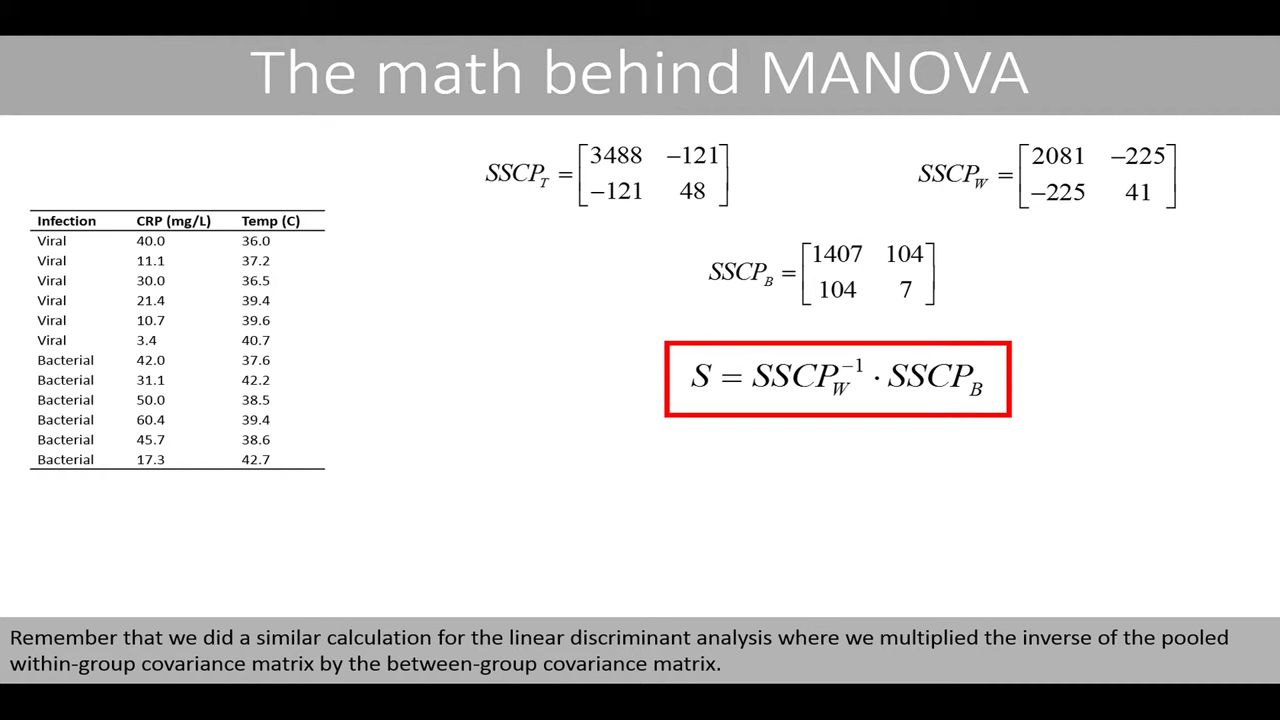 The math behind MANOVA
SSCP_T = [3488 −121
−121 48]
SSCP_W = [2081 −225
−225 41]
Infection CRP (mg/L) Temp (C)
Viral 40.0 36.0
Viral 11.1 37.2
Viral 30.0 36.5
Viral 21.4 39.4
Viral 10.7 39.6
Viral 3.4 40.7
Bacterial 42.0 37.6
Bacterial 31.1 42.2
Bacterial 50.0 38.5
Bacterial 60.4 39.4
Bacterial 45.7 38.6
Bacterial 17.3 42.7
SSCP_B = [1407 104
104 7]
S = SSCP_W^−1 · SSCP_B
Remember that we did a similar calculation for the linear discriminant analysis where we multiplied the inverse of the pooled
within-group covariance matrix by the between-group covariance matrix.